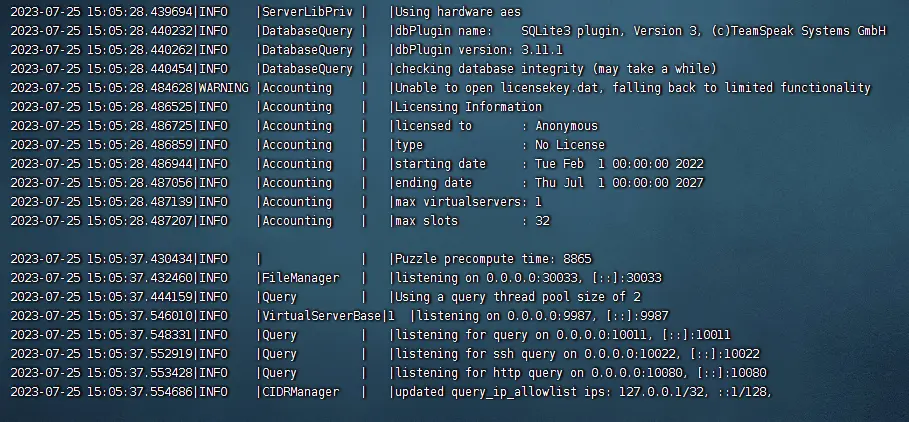 2023-07-25 15:05:28.439694|INFO    |ServerLibPriv |   |Using hardware aes
2023-07-25 15:05:28.440232|INFO    |DatabaseQuery |   |dbPlugin name:    SQLite3 plugin, Version 3, (c)TeamSpeak Systems GmbH
2023-07-25 15:05:28.440262|INFO    |DatabaseQuery |   |dbPlugin version: 3.11.1
2023-07-25 15:05:28.440454|INFO    |DatabaseQuery |   |checking database integrity (may take a while)
2023-07-25 15:05:28.484628|WARNING |Accounting    |   |Unable to open licensekey.dat, falling back to limited functionality
2023-07-25 15:05:28.486525|INFO    |Accounting    |   |Licensing Information
2023-07-25 15:05:28.486725|INFO    |Accounting    |   |licensed to       : Anonymous
2023-07-25 15:05:28.486859|INFO    |Accounting    |   |type              : No License
2023-07-25 15:05:28.486944|INFO    |Accounting    |   |starting date     : Tue Feb  1 00:00:00 2022
2023-07-25 15:05:28.487056|INFO    |Accounting    |   |ending date       : Thu Jul  1 00:00:00 2027
2023-07-25 15:05:28.487139|INFO    |Accounting    |   |max virtualservers: 1
2023-07-25 15:05:28.487207|INFO    |Accounting    |   |max slots         : 32
2023-07-25 15:05:37.430434|INFO    |              |   |Puzzle precompute time: 8865
2023-07-25 15:05:37.432460|INFO    |FileManager   |   |listening on 0.0.0.0:30033, [::]:30033
2023-07-25 15:05:37.444159|INFO    |Query         |   |Using a query thread pool size of 2
2023-07-25 15:05:37.546010|INFO    |VirtualServerBase|1  |listening on 0.0.0.0:9987, [::]:9987
2023-07-25 15:05:37.548331|INFO    |Query         |   |listening for query on 0.0.0.0:10011, [::]:10011
2023-07-25 15:05:37.552919|INFO    |Query         |   |listening for ssh query on 0.0.0.0:10022, [::]:10022
2023-07-25 15:05:37.553428|INFO    |Query         |   |listening for http query on 0.0.0.0:10080, [::]:10080
2023-07-25 15:05:37.554686|INFO    |CIDRManager   |   |updated query_ip_allowlist ips: 127.0.0.1/32, ::1/128,